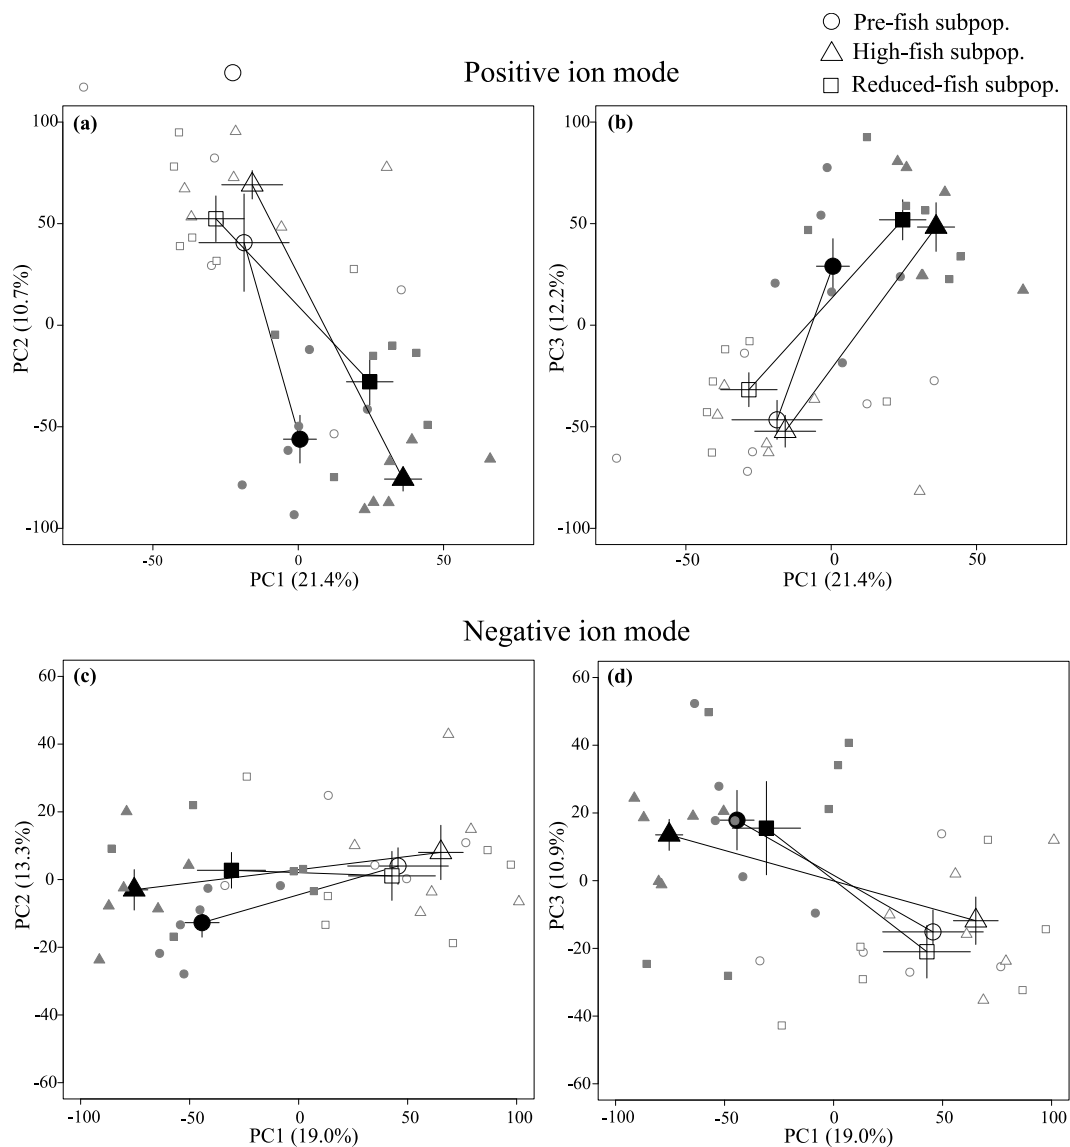 Pre-fish subpop.
High-fish subpop.
Reduced-fish subpop.
Positive ion mode
(a)
100
50
0
-50
-100
PC2 (10.7%)
-50
0
50
PC1 (21.4%)
(b)
100
50
0
-50
-100
PC3 (12.2%)
-50
0
50
PC1 (21.4%)
Negative ion mode
(c)
60
40
20
0
-20
-40
-60
PC2 (13.3%)
-100
-50
0
50
100
PC1 (19.0%)
(d)
60
40
20
0
-20
-40
-60
PC3 (10.9%)
-100
-50
0
50
100
PC1 (19.0%)